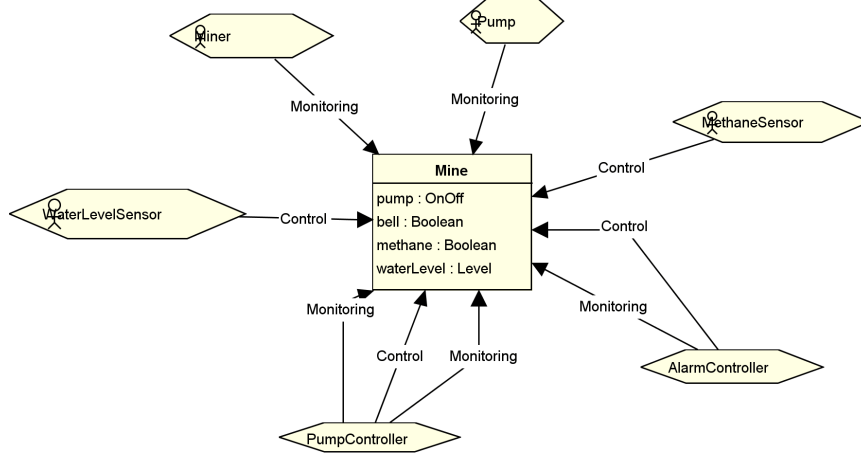 Miner
Pump
Monitoring
Monitoring
MethaneSensor
Control
Mine
pump : OnOff
bell : Boolean
methane : Boolean
waterLevel : Level
WaterLevelSensor
Control
Control
Monitoring
Monitoring
Control
Monitoring
AlarmController
PumpController